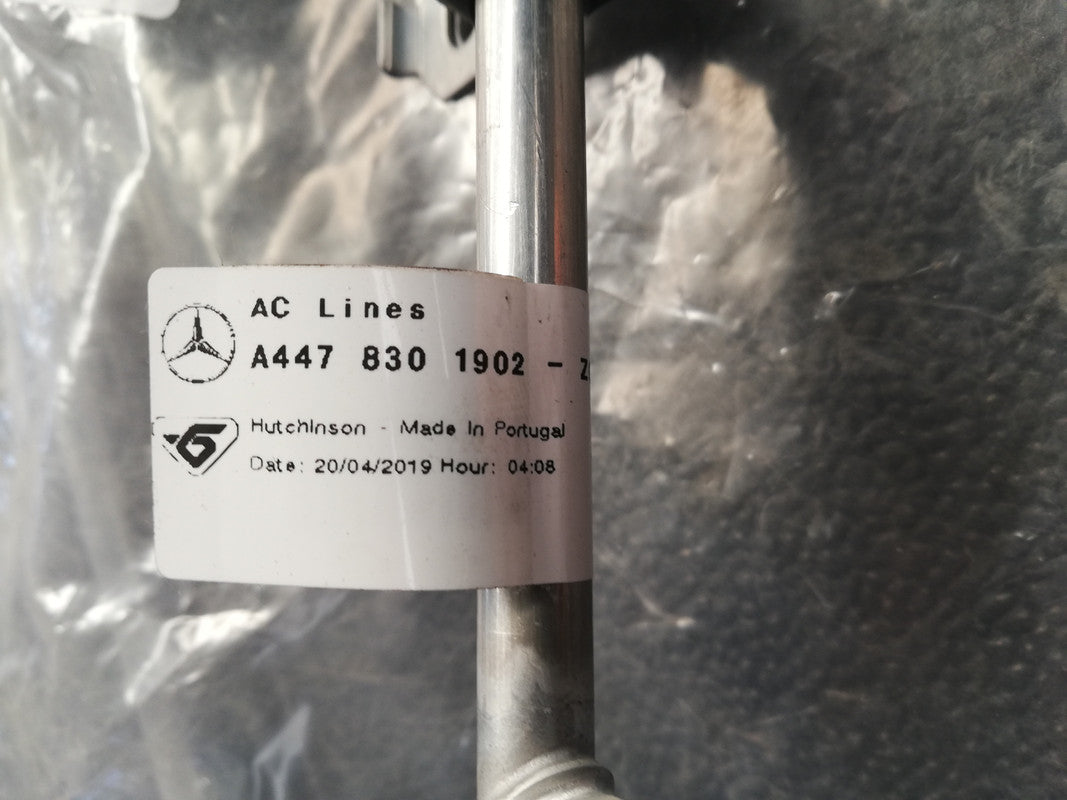 AC Lines
A447 830 1902 - Z
Hutchinson - Made In Portugal
Date: 20/04/2019 Hour: 04:08